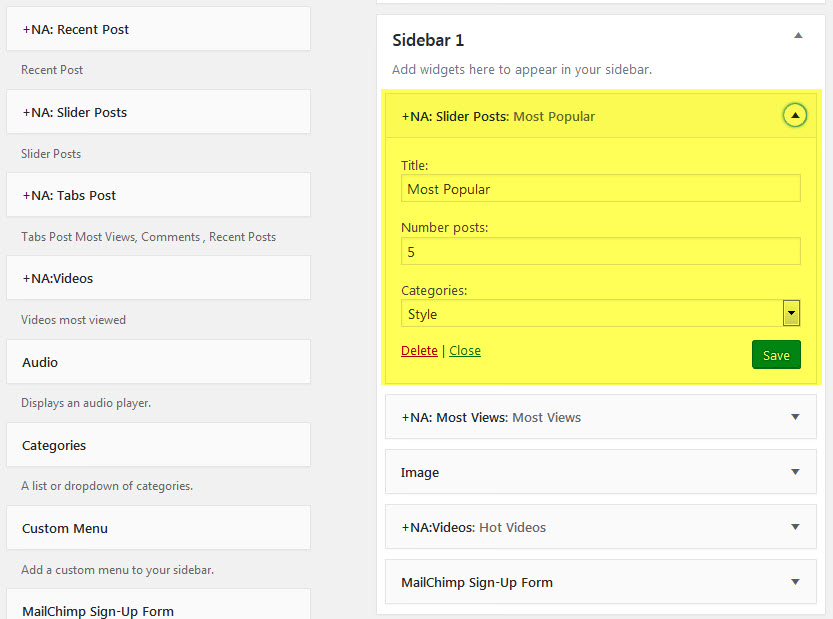 +NA: Recent Post
Recent Post
+NA: Slider Posts
Slider Posts
+NA: Tabs Post
Tabs Post Most Views, Comments , Recent Posts
+NA:Videos
Videos most viewed
Audio
Displays an audio player.
Categories
A list or dropdown of categories.
Custom Menu
Add a custom menu to your sidebar.
MailChimp Sign-Up Form
Sidebar 1
Add widgets here to appear in your sidebar.
+NA: Slider Posts: Most Popular
Title:
Most Popular
Number posts:
5
Categories:
Style
Delete | Close
Save
+NA: Most Views: Most Views
Image
+NA:Videos: Hot Videos
MailChimp Sign-Up Form